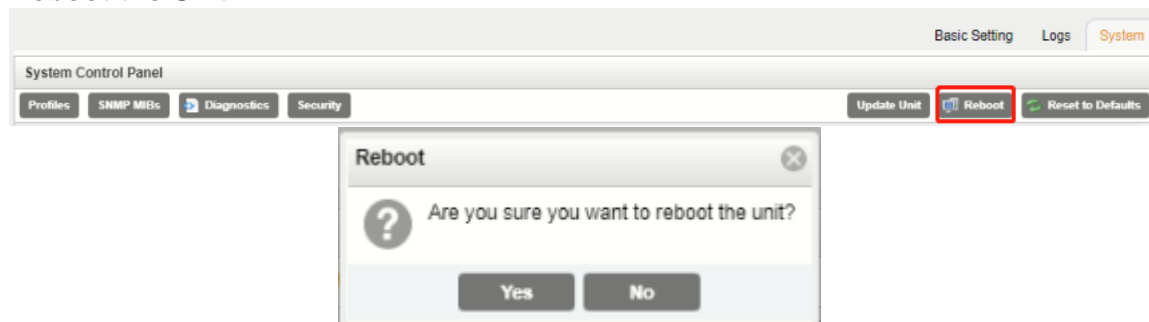 Basic Setting Logs System
System Control Panel
Profiles SNMP MIBs Diagnostics Security Update Unit Reboot Reset to Defaults
Reboot
Are you sure you want to reboot the unit?
Yes No